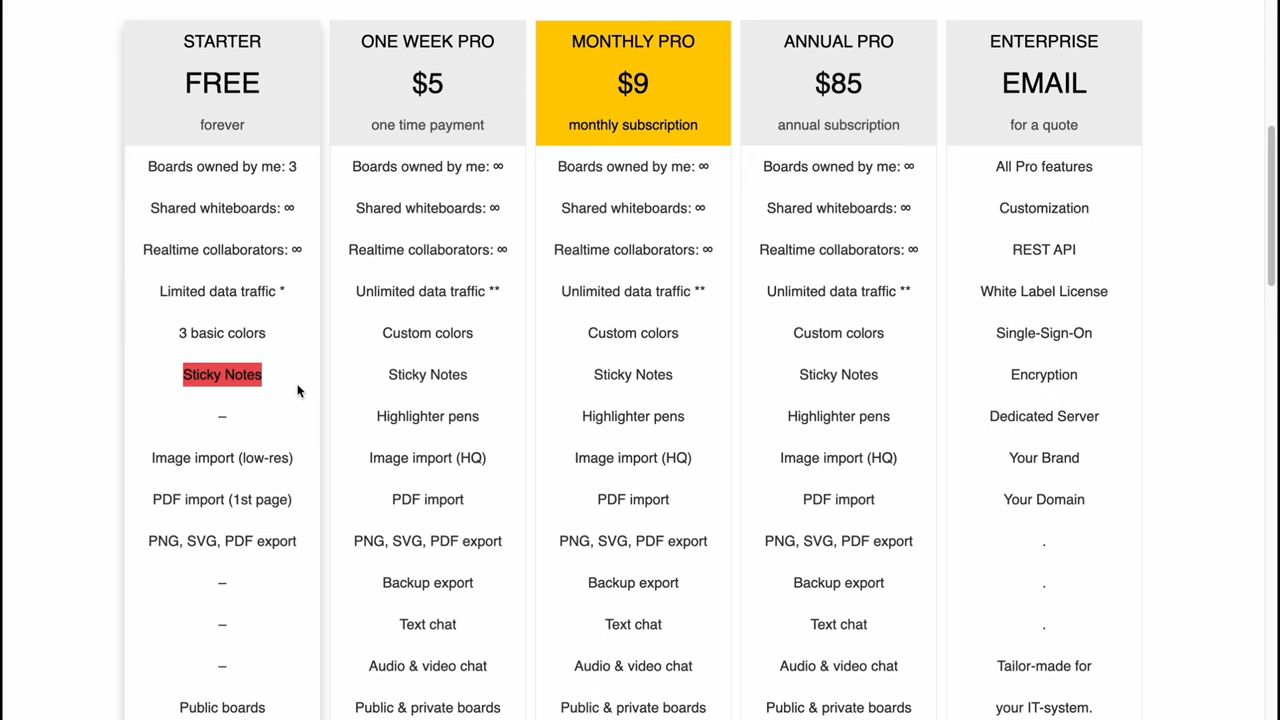 STARTER
FREE
forever
Boards owned by me: 3
Shared whiteboards: ∞
Realtime collaborators: ∞
Limited data traffic *
3 basic colors
Sticky Notes
–
Image import (low-res)
PDF import (1st page)
PNG, SVG, PDF export
–
–
–
Public boards
ONE WEEK PRO
$5
one time payment
Boards owned by me: ∞
Shared whiteboards: ∞
Realtime collaborators: ∞
Unlimited data traffic **
Custom colors
Sticky Notes
Highlighter pens
Image import (HQ)
PDF import
PNG, SVG, PDF export
Backup export
Text chat
Audio & video chat
Public & private boards
MONTHLY PRO
$9
monthly subscription
Boards owned by me: ∞
Shared whiteboards: ∞
Realtime collaborators: ∞
Unlimited data traffic **
Custom colors
Sticky Notes
Highlighter pens
Image import (HQ)
PDF import
PNG, SVG, PDF export
Backup export
Text chat
Audio & video chat
Public & private boards
ANNUAL PRO
$85
annual subscription
Boards owned by me: ∞
Shared whiteboards: ∞
Realtime collaborators: ∞
Unlimited data traffic **
Custom colors
Sticky Notes
Highlighter pens
Image import (HQ)
PDF import
PNG, SVG, PDF export
Backup export
Text chat
Audio & video chat
Public & private boards
ENTERPRISE
EMAIL
for a quote
All Pro features
Customization
REST API
White Label License
Single-Sign-On
Encryption
Dedicated Server
Your Brand
Your Domain
.
.
.
Tailor-made for
your IT-system.